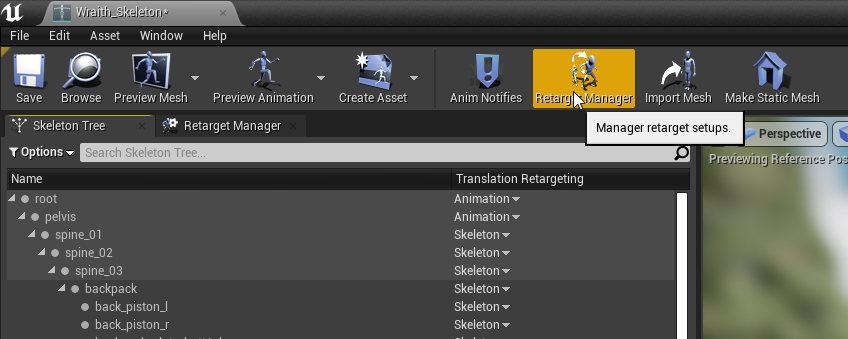 Wraith_Skeleton*
File Edit Asset Window Help
Save Browse Preview Mesh Preview Animation Create Asset Anim Notifies Retarget Manager Import Mesh Make Static Mesh
Manager retarget setups.
Skeleton Tree Retarget Manager
Perspective
Options Search Skeleton Tree...
Previewing Reference Pos
Name Translation Retargeting
root Animation
pelvis Animation
spine_01 Skeleton
spine_02 Skeleton
spine_03 Skeleton
backpack Skeleton
back_piston_l Skeleton
back_piston_r Skeleton